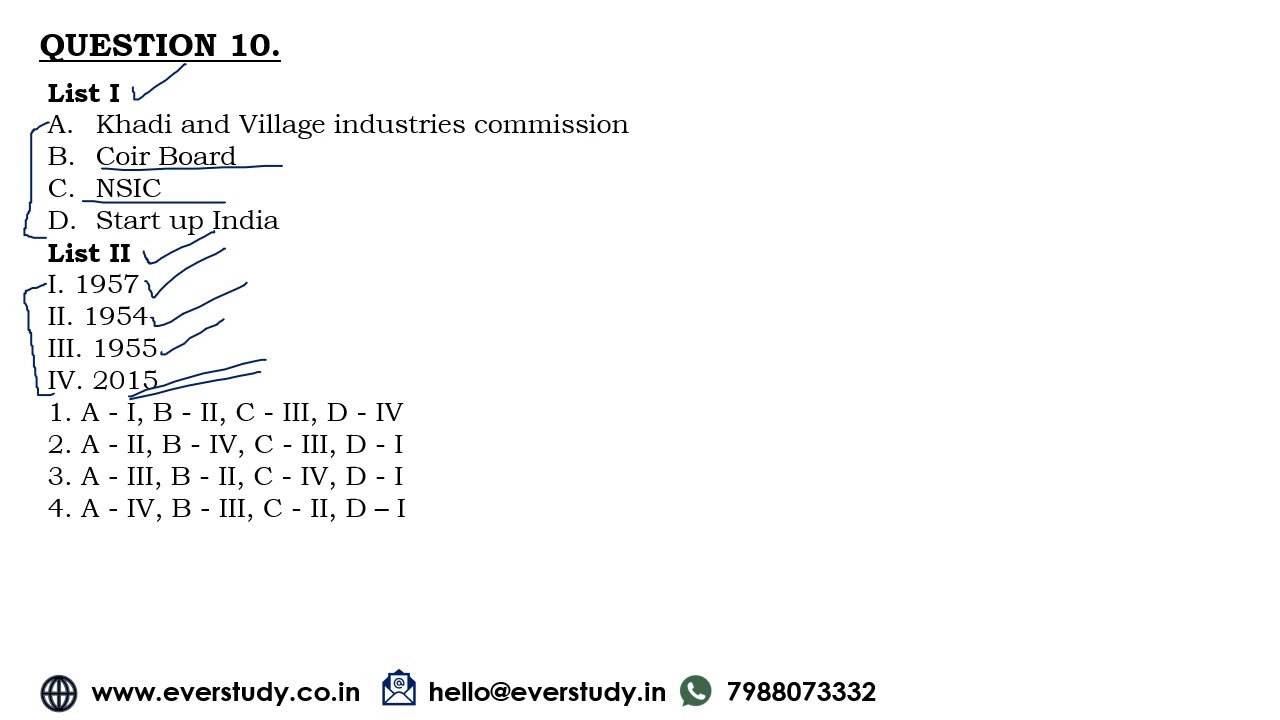 QUESTION 10.
List I
A. Khadi and Village industries commission
B. Coir Board
C. NSIC
D. Start up India
List II
I. 1957
II. 1954
III. 1955
IV. 2015
1. A - I, B - II, C - III, D - IV
2. A - II, B - IV, C - III, D - I
3. A - III, B - II, C - IV, D - I
4. A - IV, B - III, C - II, D – I
www.everstudy.co.in hello@everstudy.in 7988073332